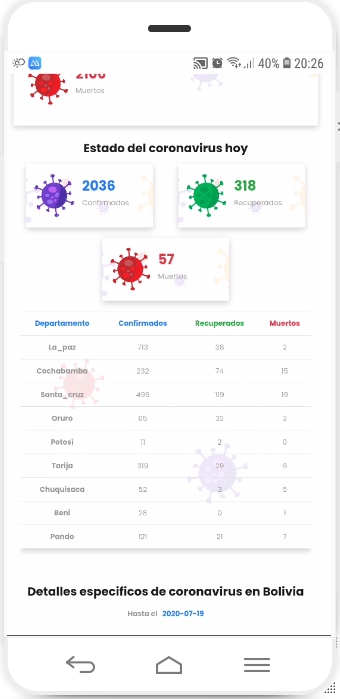 40% 20:26
2106
Muertos
Estado del coronavirus hoy
2036
Confirmados
318
Recuperados
57
Muertos
Departamento Confirmados Recuperados Muertos
La_paz 713 38 2
Cochabamba 232 74 15
Santa_cruz 495 119 19
Oruro 65 32 2
Potosí 11 2 0
Tarija 319 29 6
Chuquisaca 52 3 5
Beni 28 0 1
Pando 121 21 7
Detalles especificos de coronavirus en Bolivia
Hasta el 2020-07-19